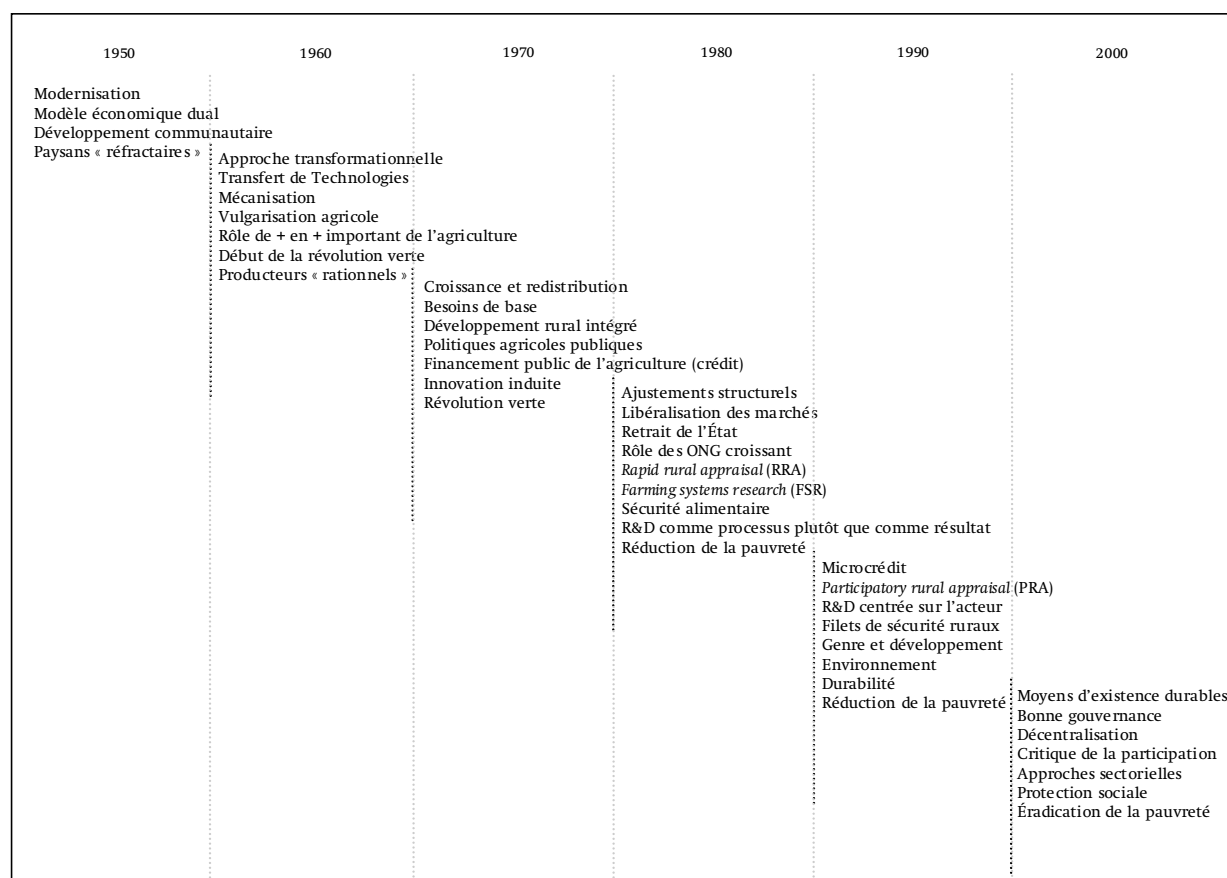 1950 1960 1970 1980 1990 2000
Modernisation
Modèle économique dual
Développement communautaire
Paysans « réfractaires »
Approche transformationnelle
Transfert de Technologies
Mécanisation
Vulgarisation agricole
Rôle de + en + important de l’agriculture
Début de la révolution verte
Producteurs « rationnels »
Croissance et redistribution
Besoins de base
Développement rural intégré
Politiques agricoles publiques
Financement public de l’agriculture (crédit)
Innovation induite
Révolution verte
Ajustements structurels
Libéralisation des marchés
Retrait de l’État
Rôle des ONG croissant
Rapid rural appraisal (RRA)
Farming systems research (FSR)
Sécurité alimentaire
R&D comme processus plutôt que comme résultat
Réduction de la pauvreté
Microcrédit
Participatory rural appraisal (PRA)
R&D centrée sur l’acteur
Filets de sécurité ruraux
Genre et développement
Environnement
Durabilité
Réduction de la pauvreté
Moyens d’existence durables
Bonne gouvernance
Décentralisation
Critique de la participation
Approches sectorielles
Protection sociale
Éradication de la pauvreté